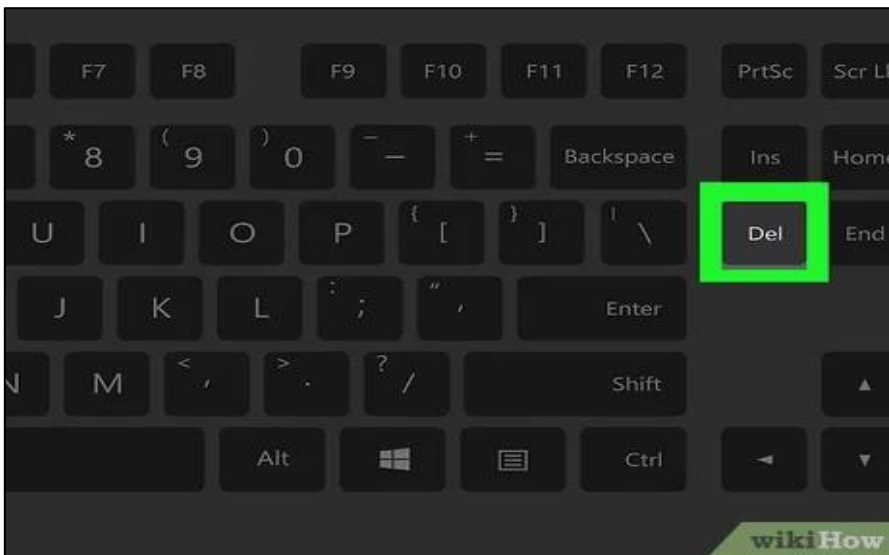 F7 F8 F9 F10 F11 F12 PrtSc Scr L
* 8 ( 9 ) 0 _ - + = Backspace Ins Home
U I O P { [ } ] | \ Del End
J K L : ; " ' Enter
N M < , > . ? / Shift
Alt Ctrl
wikiHow